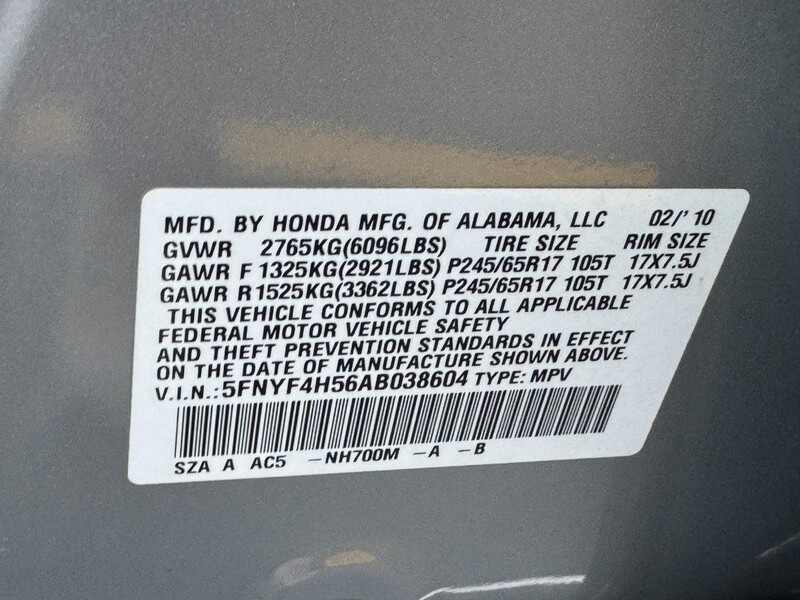 MFD. BY HONDA MFG. OF ALABAMA, LLC 02/'10
GVWR 2765KG(6096LBS) TIRE SIZE RIM SIZE
GAWR F 1325KG(2921LBS) P245/65R17 105T 17X7.5J
GAWR R 1525KG(3362LBS) P245/65R17 105T 17X7.5J
THIS VEHICLE CONFORMS TO ALL APPLICABLE
FEDERAL MOTOR VEHICLE SAFETY
AND THEFT PREVENTION STANDARDS IN EFFECT
ON THE DATE OF MANUFACTURE SHOWN ABOVE.
V.I.N.:5FNYF4H56AB038604 TYPE: MPV
SZA A AC5 -NH700M -A -B